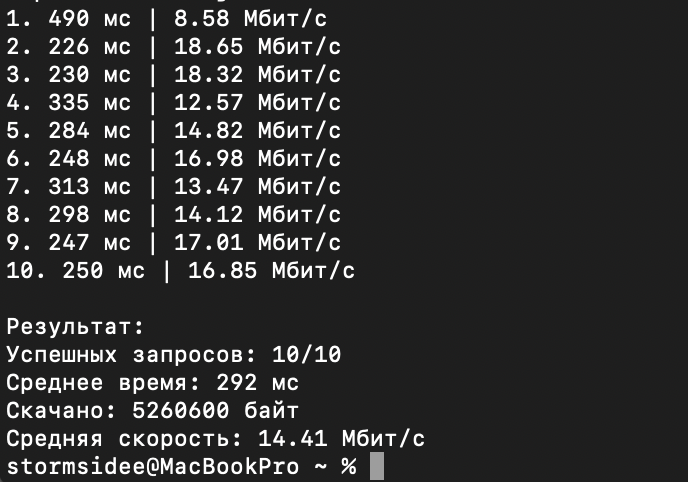 1. 490 мс | 8.58 Мбит/с
2. 226 мс | 18.65 Мбит/с
3. 230 мс | 18.32 Мбит/с
4. 335 мс | 12.57 Мбит/с
5. 284 мс | 14.82 Мбит/с
6. 248 мс | 16.98 Мбит/с
7. 313 мс | 13.47 Мбит/с
8. 298 мс | 14.12 Мбит/с
9. 247 мс | 17.01 Мбит/с
10. 250 мс | 16.85 Мбит/с
Результат:
Успешных запросов: 10/10
Среднее время: 292 мс
Скачано: 5260600 байт
Средняя скорость: 14.41 Мбит/с
stormsidee@MacBookPro ~ %